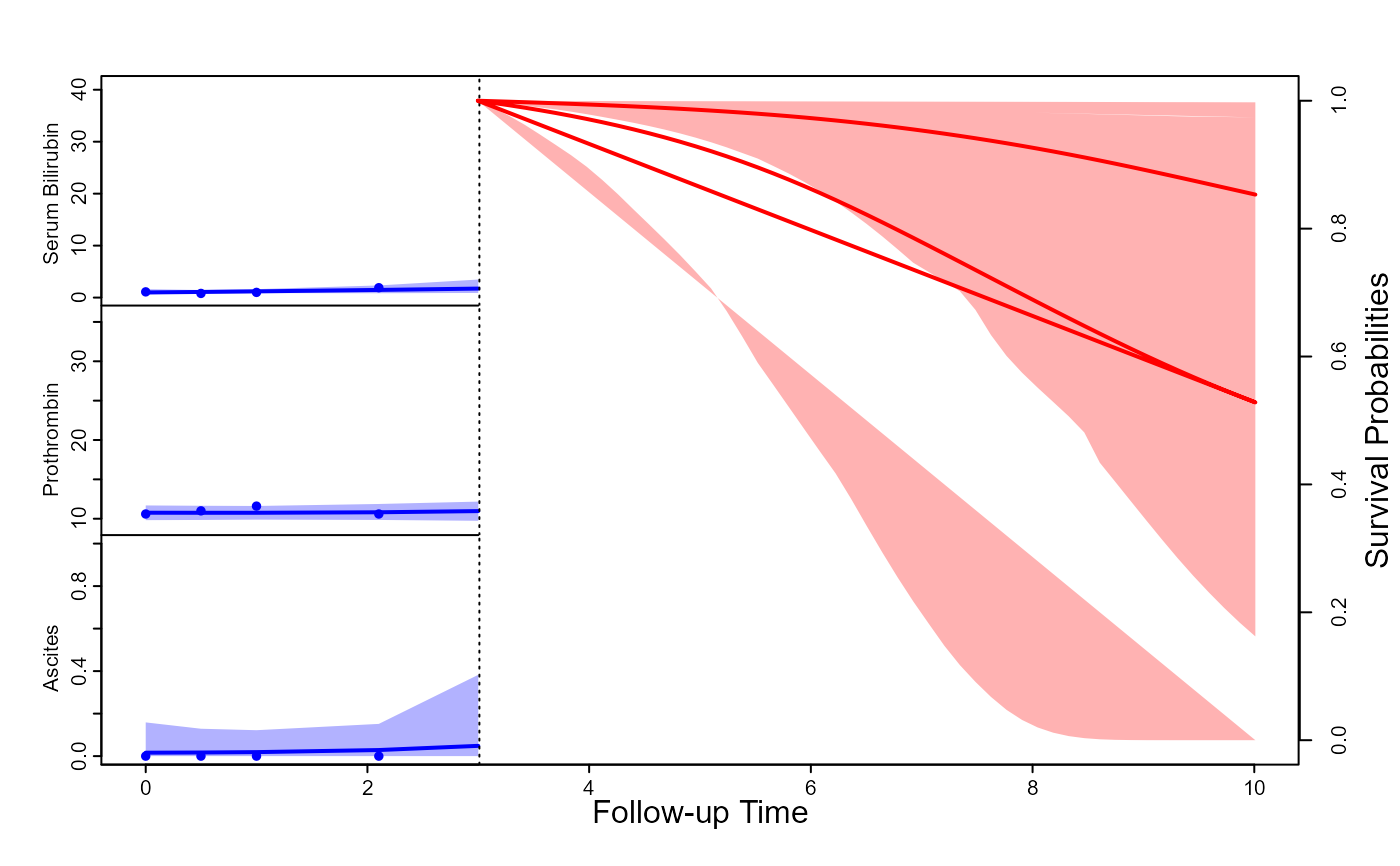 Serum Bilirubin
0 10 20 30 40
Prothrombin
10 20 30
Ascites
0.0 0.4 0.8
0 2 4 6 8 10
Follow-up Time
0.0 0.2 0.4 0.6 0.8 1.0
Survival Probabilities